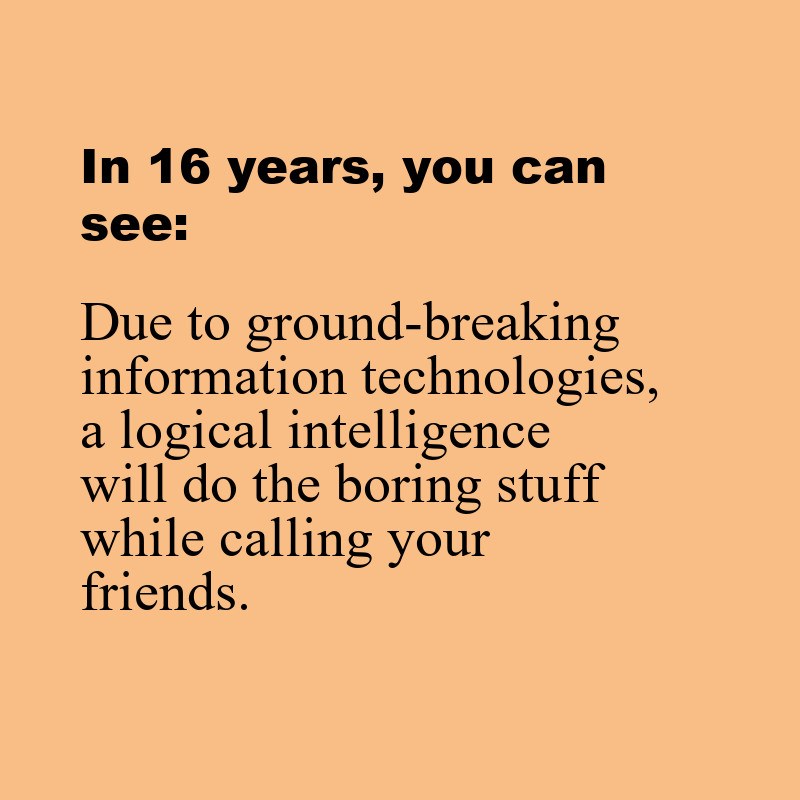 In 16 years, you can
see:
Due to ground-breaking
information technologies,
a logical intelligence
will do the boring stuff
while calling your
friends.